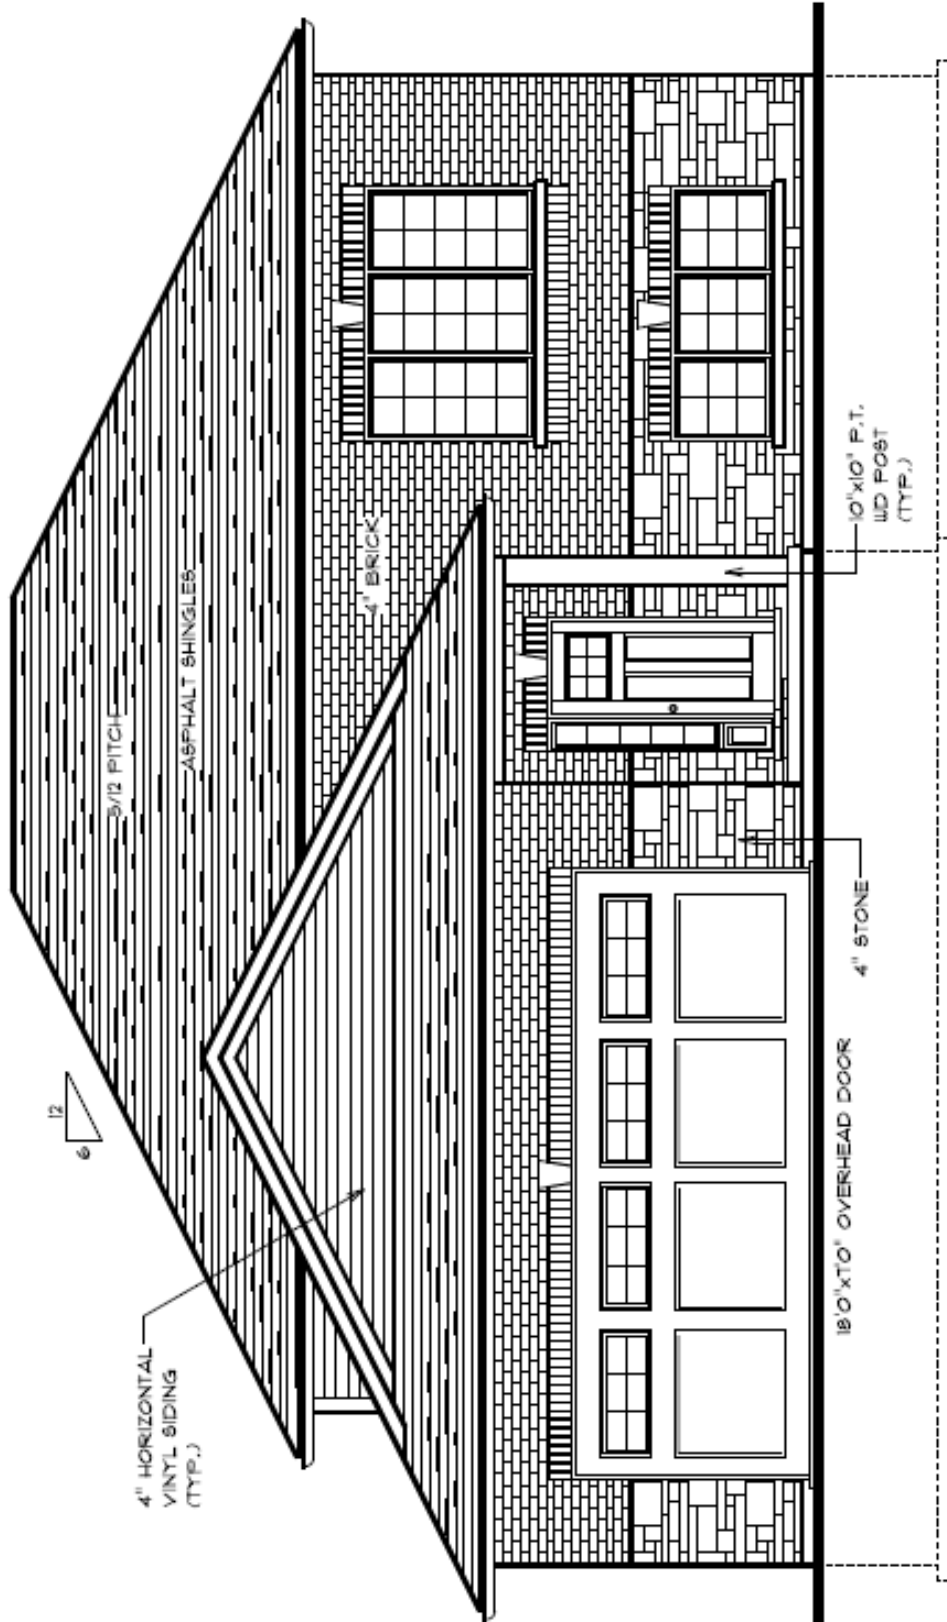 12
6
5/12 PITCH
ASPHALT SHINGLES
4" HORIZONTAL
VINYL SIDING
(TYP.)
4" BRICK
18'0"x7'0" OVERHEAD DOOR
4" STONE
10"x10" P.T.
WD POST
(TYP.)